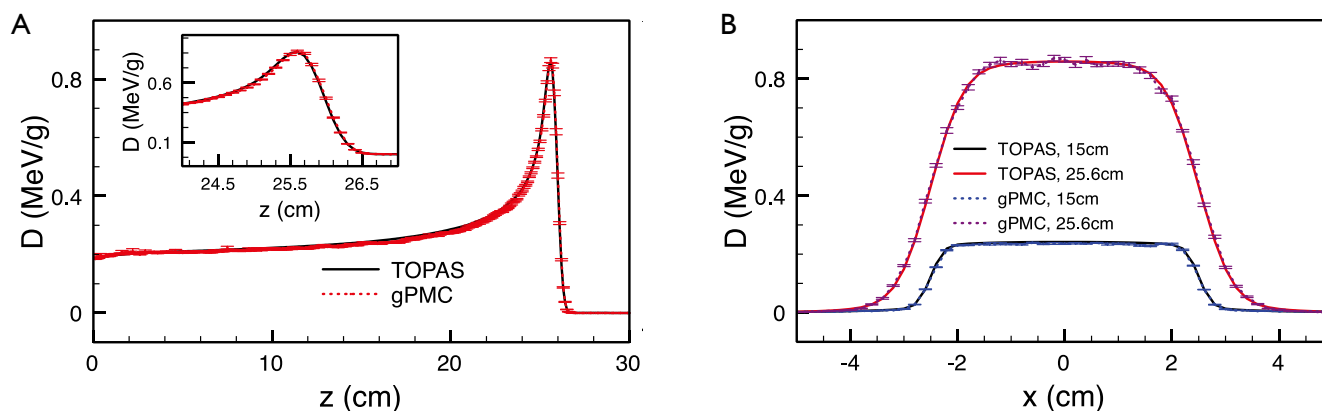 A
D (MeV/g)
0.8
0.4
0
0
10
20
30
z (cm)
D (MeV/g)
0.6
0.1
24.5
25.5
26.5
z (cm)
TOPAS
gPMC
B
D (MeV/g)
0.8
0.4
0
-4
-2
0
2
4
x (cm)
TOPAS, 15cm
TOPAS, 25.6cm
gPMC, 15cm
gPMC, 25.6cm